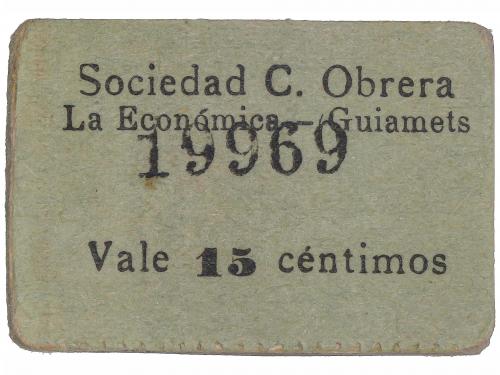 Sociedad C. Obrera
La Económica.—Guiamets
19969
Vale 15 céntimos